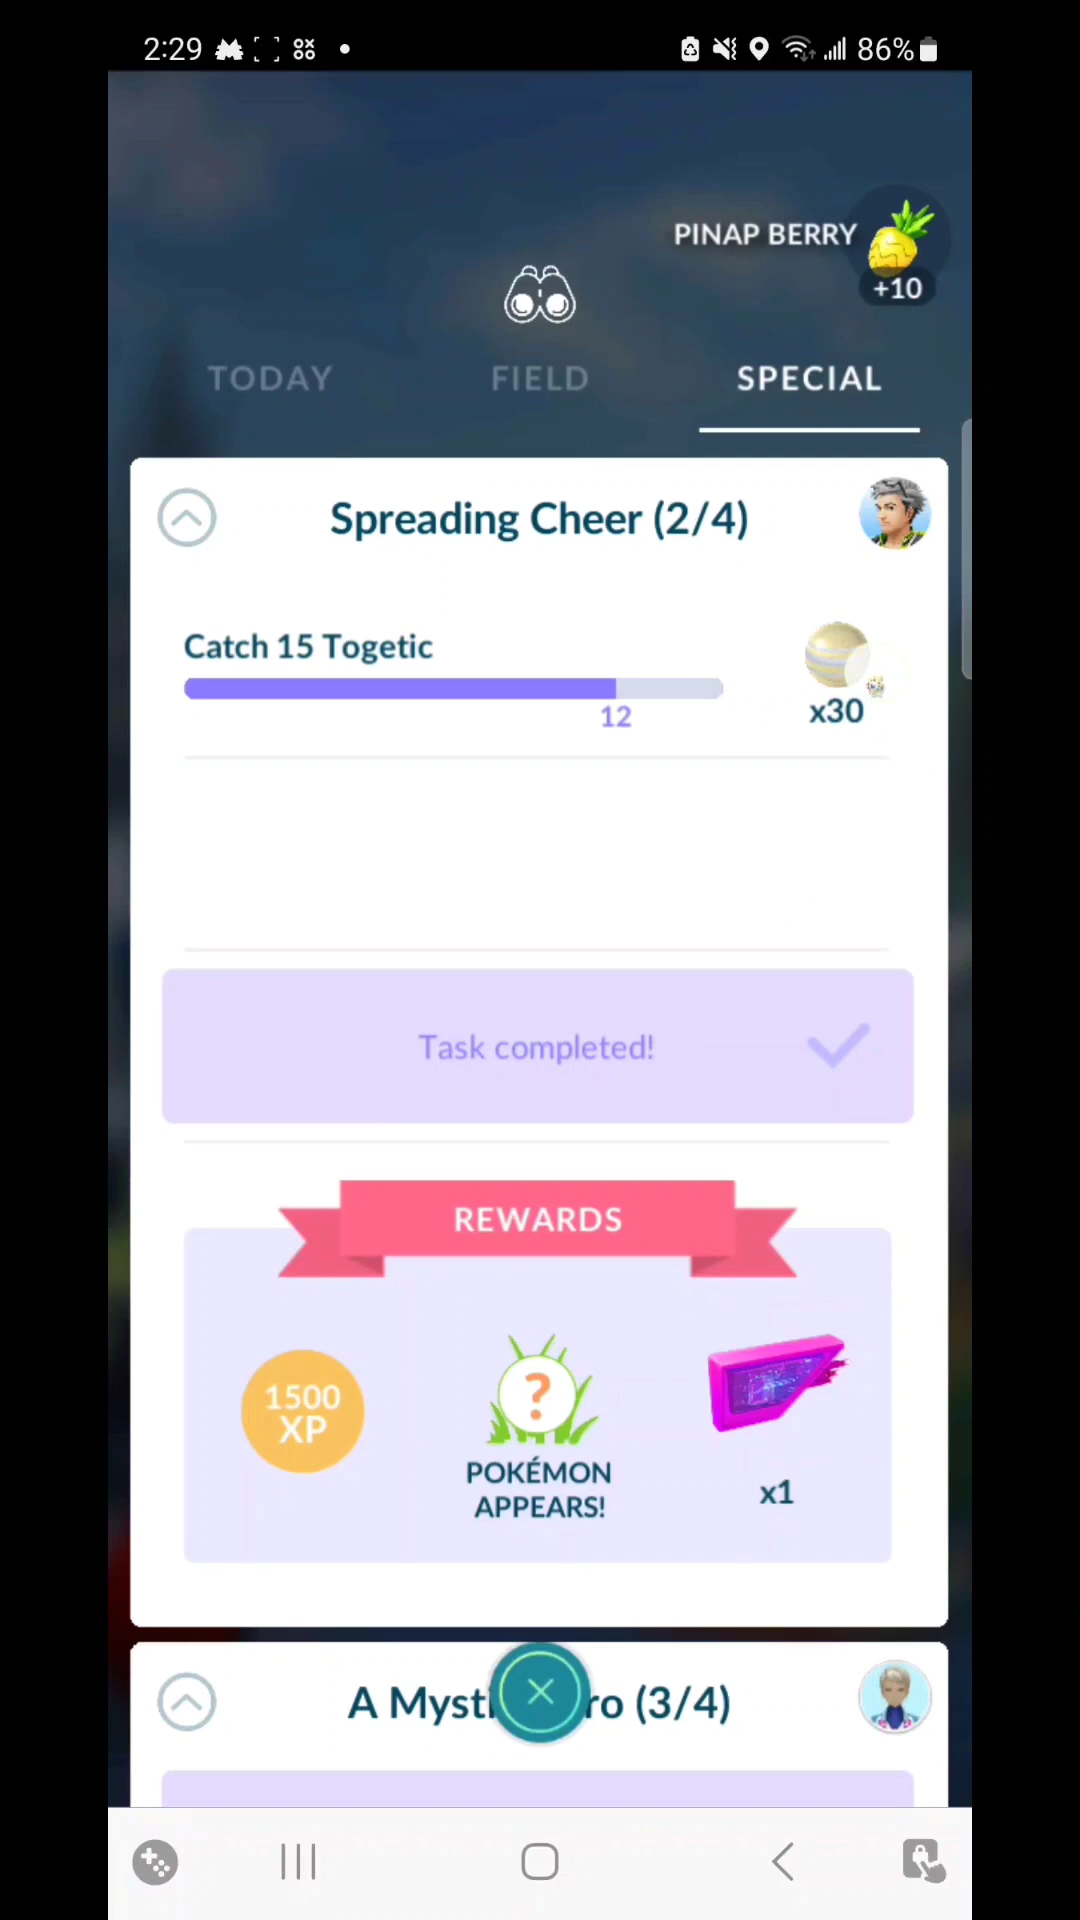 2:29
86%
PINAP BERRY
+10
TODAY
FIELD
SPECIAL
Spreading Cheer (2/4)
Catch 15 Togetic
12
x30
Task completed!
REWARDS
1500
XP
POKÉMON
APPEARS!
x1
A Myst ro (3/4)